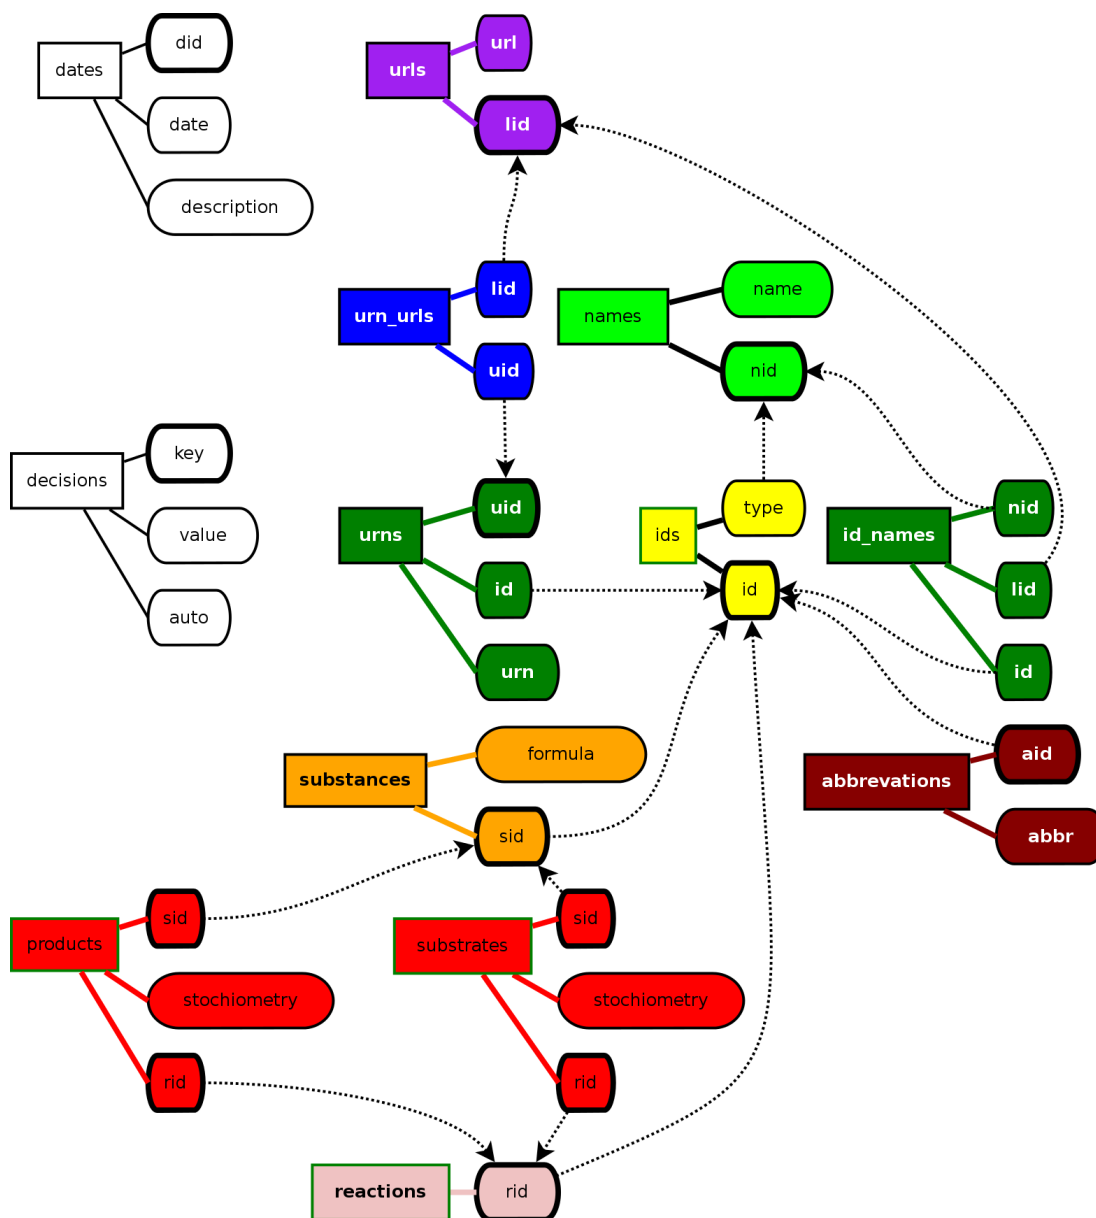 did
dates
date
description
url
urls
lid
lid
urn_urls
uid
name
names
nid
key
decisions
value
auto
uid
urns
id
urn
type
ids
id
nid
id_names
lid
id
formula
substances
sid
aid
abbrevations
abbr
sid
products
stochiometry
rid
sid
substrates
stochiometry
rid
reactions
rid